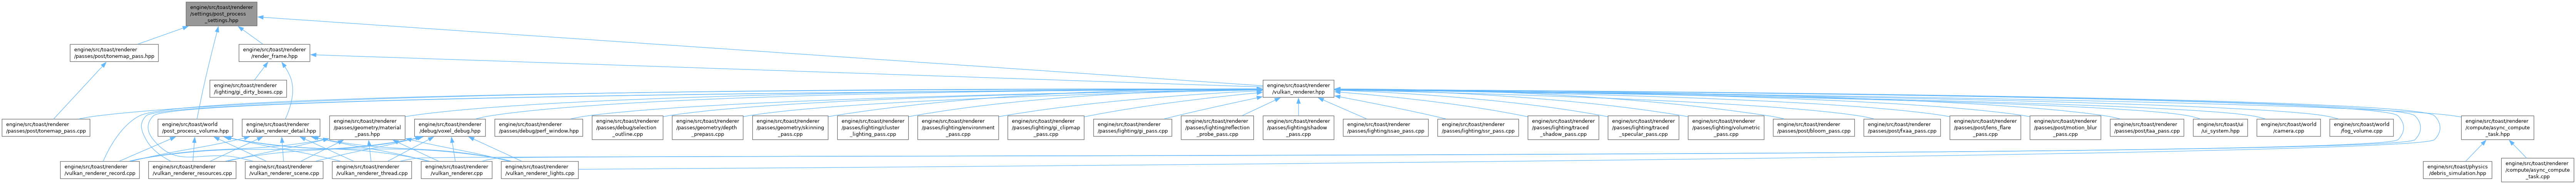 engine/src/toast/renderer
/settings/post_process
_settings.hpp
engine/src/toast/renderer
/passes/post/tonemap_pass.hpp
engine/src/toast/renderer
/render_frame.hpp
engine/src/toast/renderer
/lighting/gi_dirty_boxes.cpp
engine/src/toast/renderer
/vulkan_renderer.hpp
engine/src/toast/renderer
/passes/post/tonemap_pass.cpp
engine/src/toast/world
/post_process_volume.hpp
engine/src/toast/renderer
/vulkan_renderer_detail.hpp
engine/src/toast/renderer
/passes/geometry/material
_pass.hpp
engine/src/toast/renderer
/debug/voxel_debug.hpp
engine/src/toast/renderer
/passes/debug/perf_window.hpp
engine/src/toast/renderer
/passes/debug/selection
_outline.cpp
engine/src/toast/renderer
/passes/geometry/depth
_prepass.cpp
engine/src/toast/renderer
/passes/geometry/skinning
_pass.cpp
engine/src/toast/renderer
/passes/lighting/cluster
_lighting_pass.cpp
engine/src/toast/renderer
/passes/lighting/environment
_pass.cpp
engine/src/toast/renderer
/passes/lighting/gi_clipmap
_pass.cpp
engine/src/toast/renderer
/passes/lighting/gi_pass.cpp
engine/src/toast/renderer
/passes/lighting/reflection
_probe_pass.cpp
engine/src/toast/renderer
/passes/lighting/shadow
_pass.cpp
engine/src/toast/renderer
/passes/lighting/ssao_pass.cpp
engine/src/toast/renderer
/passes/lighting/ssr_pass.cpp
engine/src/toast/renderer
/passes/lighting/traced
_shadow_pass.cpp
engine/src/toast/renderer
/passes/lighting/traced
_specular_pass.cpp
engine/src/toast/renderer
/passes/lighting/volumetric
_pass.cpp
engine/src/toast/renderer
/passes/post/bloom_pass.cpp
engine/src/toast/renderer
/passes/post/fxaa_pass.cpp
engine/src/toast/renderer
/passes/post/lens_flare
_pass.cpp
engine/src/toast/renderer
/passes/post/motion_blur
_pass.cpp
engine/src/toast/renderer
/passes/post/taa_pass.cpp
engine/src/toast/ui
/ui_system.hpp
engine/src/toast/world
/camera.cpp
engine/src/toast/world
/fog_volume.cpp
engine/src/toast/renderer
/compute/async_compute
_task.hpp
engine/src/toast/renderer
/vulkan_renderer_record.cpp
engine/src/toast/renderer
/vulkan_renderer_resources.cpp
engine/src/toast/renderer
/vulkan_renderer_scene.cpp
engine/src/toast/renderer
/vulkan_renderer_thread.cpp
engine/src/toast/renderer
/vulkan_renderer.cpp
engine/src/toast/renderer
/vulkan_renderer_lights.cpp
engine/src/toast/physics
/debris_simulation.hpp
engine/src/toast/renderer
/compute/async_compute
_task.cpp